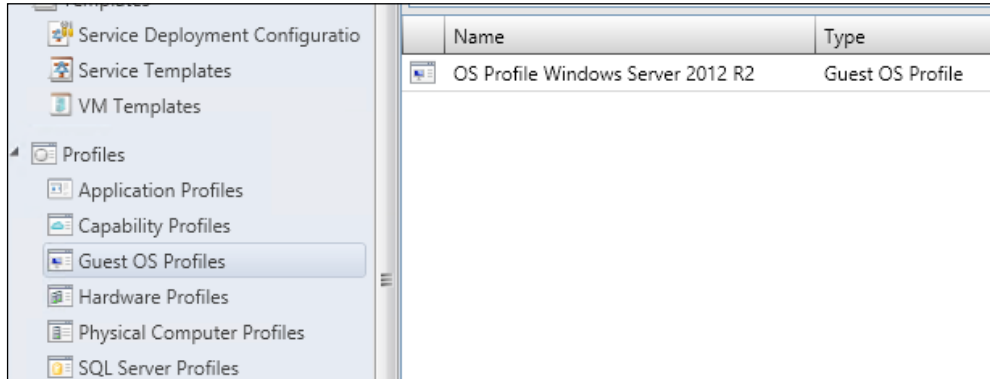 Templates
Service Deployment Configuratio
Service Templates
VM Templates
Profiles
Application Profiles
Capability Profiles
Guest OS Profiles
Hardware Profiles
Physical Computer Profiles
SQL Server Profiles
Name Type
OS Profile Windows Server 2012 R2 Guest OS Profile